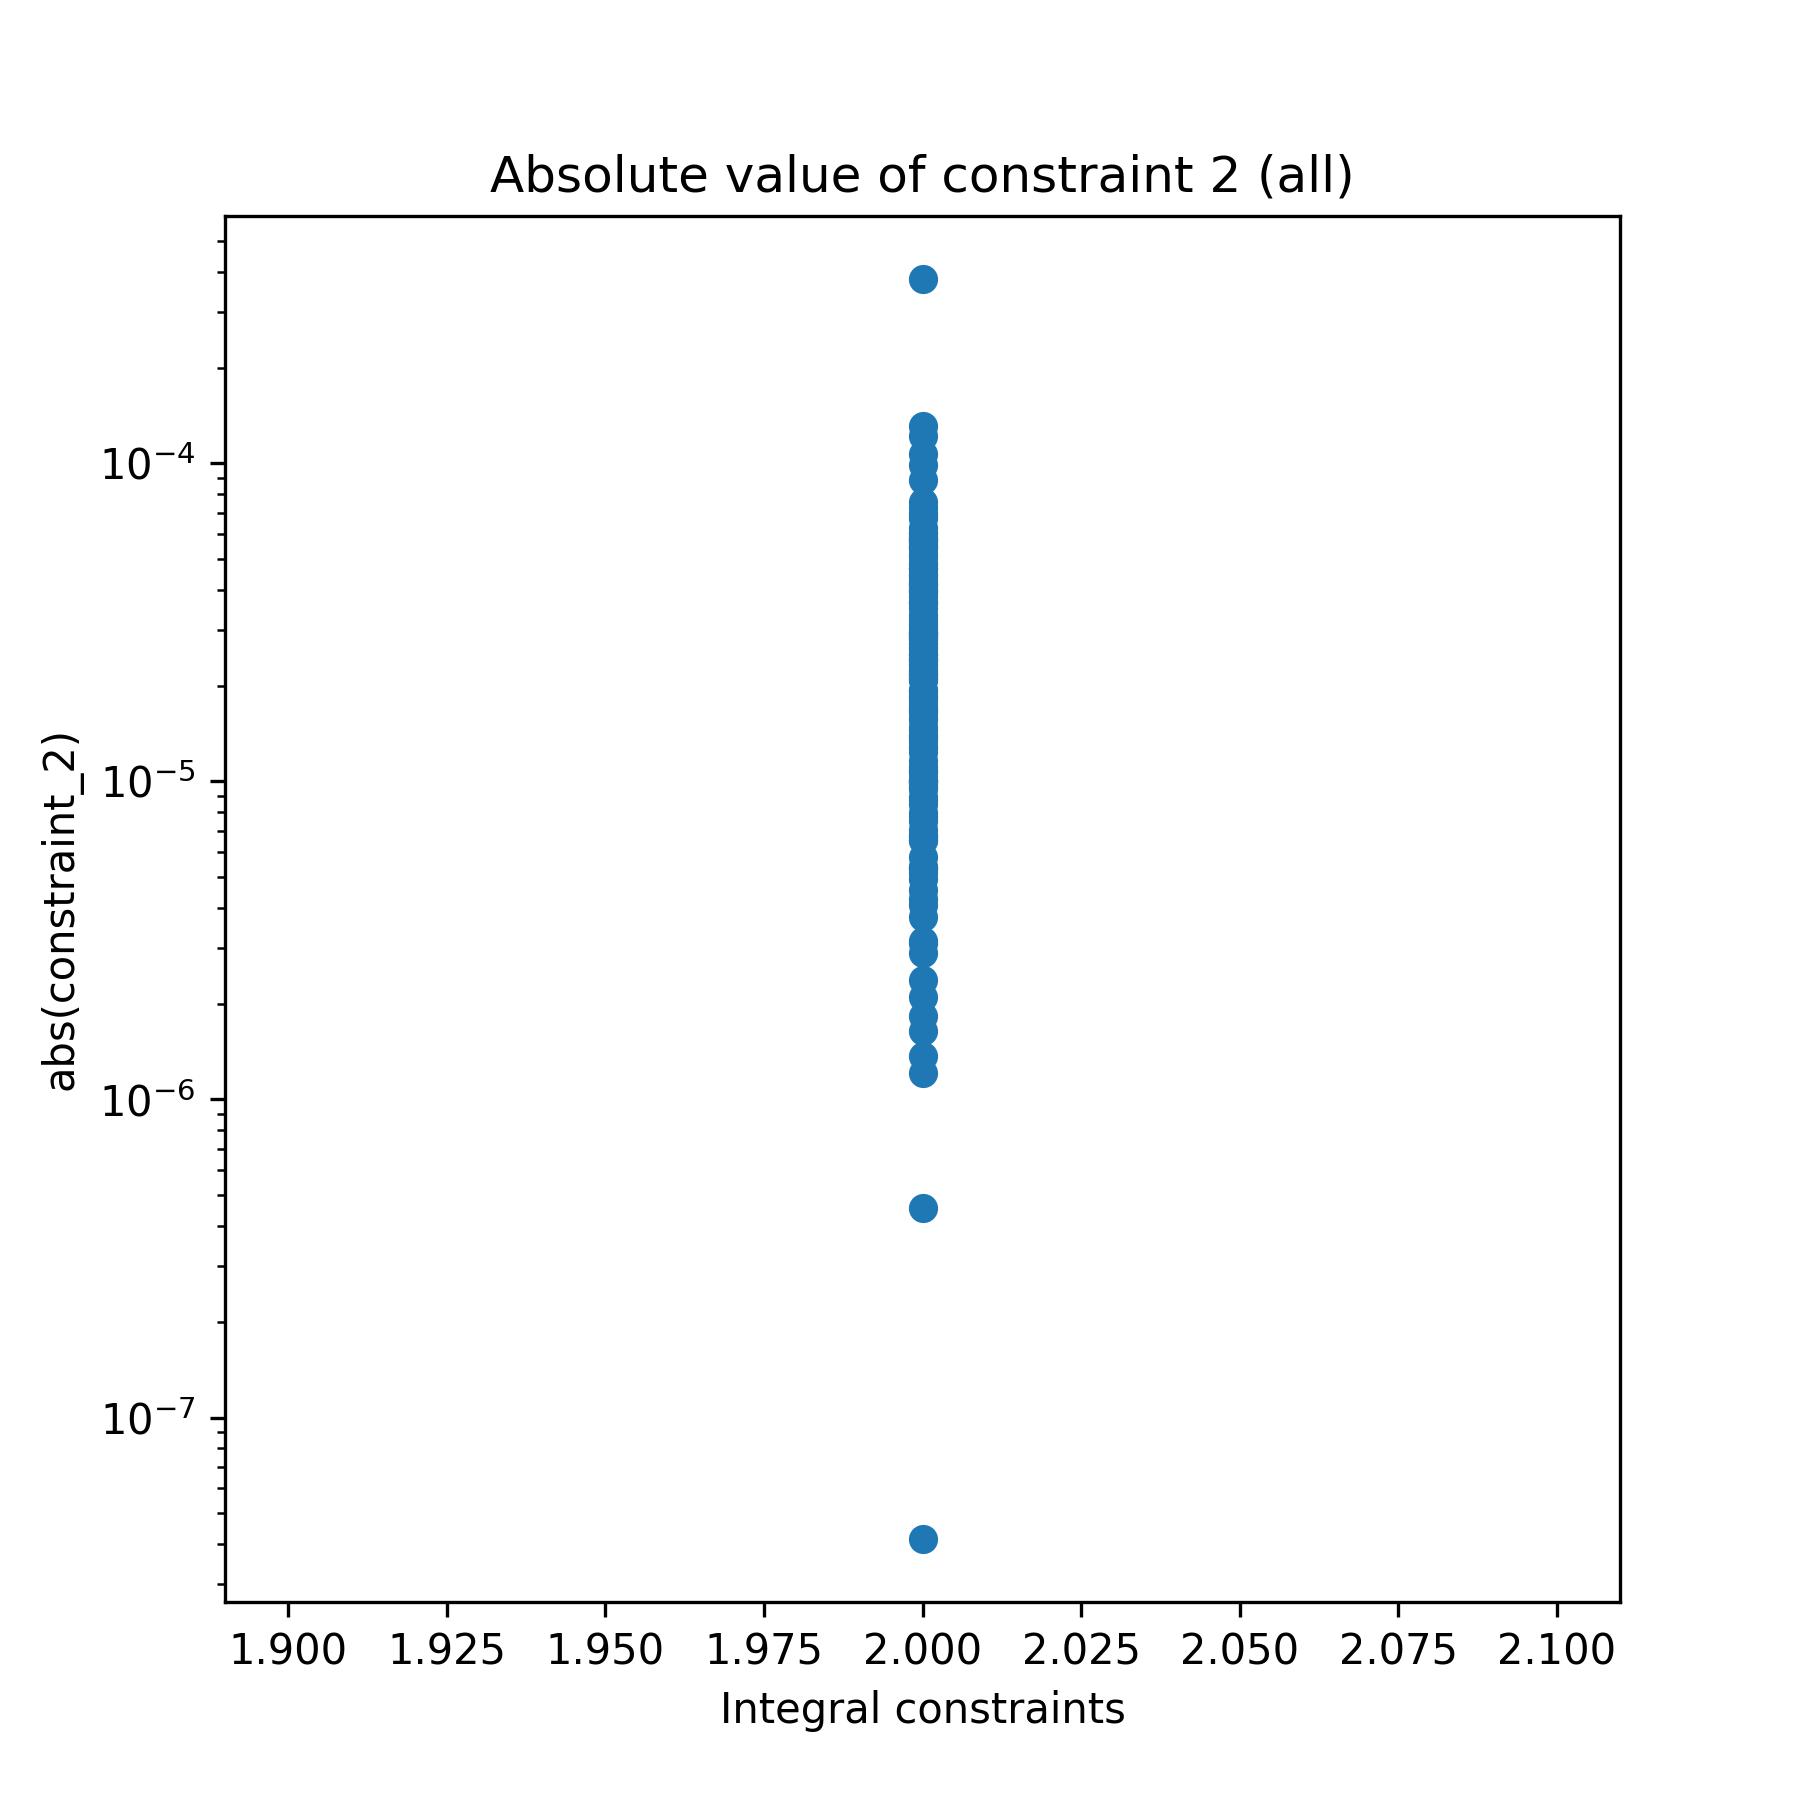 Absolute value of constraint 2 (all)
abs(constraint_2)
10⁻⁴
10⁻⁵
10⁻⁶
10⁻⁷
1.900 1.925 1.950 1.975 2.000 2.025 2.050 2.075 2.100
Integral constraints